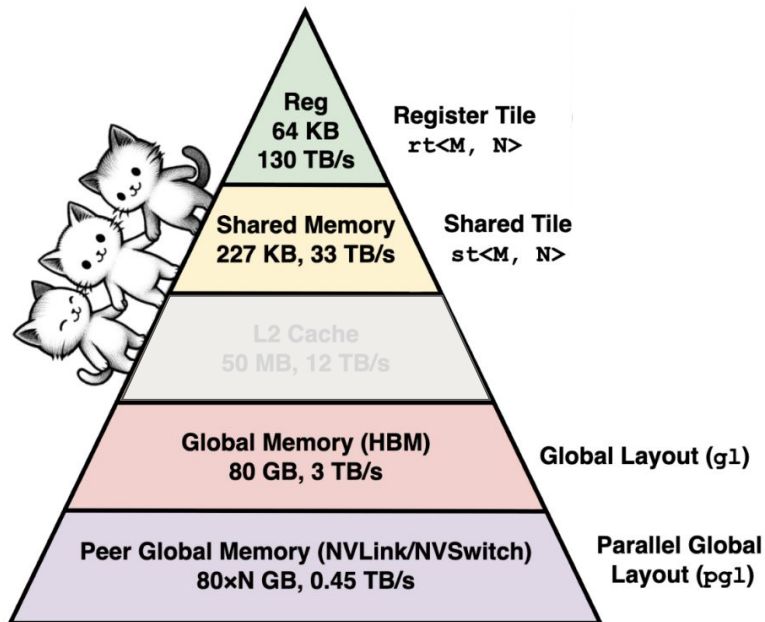 Reg
64 KB
130 TB/s
Register Tile
rt<M, N>
Shared Memory
227 KB, 33 TB/s
Shared Tile
st<M, N>
L2 Cache
50 MB, 12 TB/s
Global Memory (HBM)
80 GB, 3 TB/s
Global Layout (gl)
Peer Global Memory (NVLink/NVSwitch)
80×N GB, 0.45 TB/s
Parallel Global
Layout (pgl)